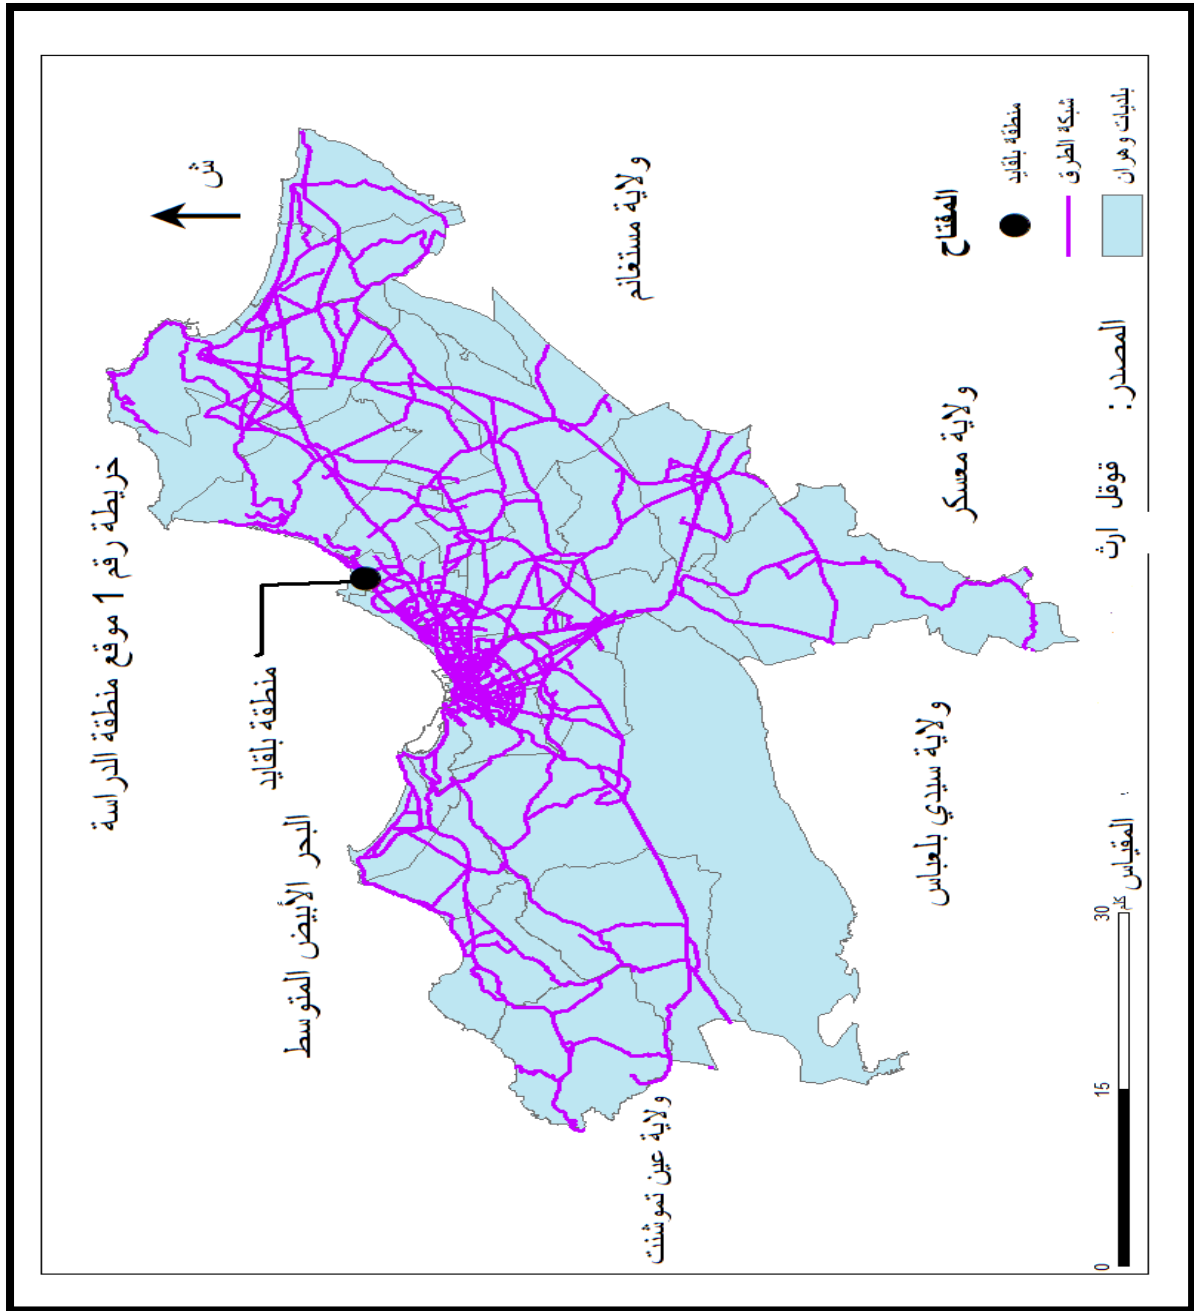 خريطة رقم 1 موقع منطقة الدراسة
ش
منطقة بلقايد
البحر الأبيض المتوسط
ولاية مستغانم
ولاية معسكر
ولاية سيدي بلعباس
ولاية عين تموشنت
المفتاح
منطقة بلقايد
شبكة الطرق
بلديات وهران
المصدر:
قوقل ارث
المقياس
كلم
0 15 30